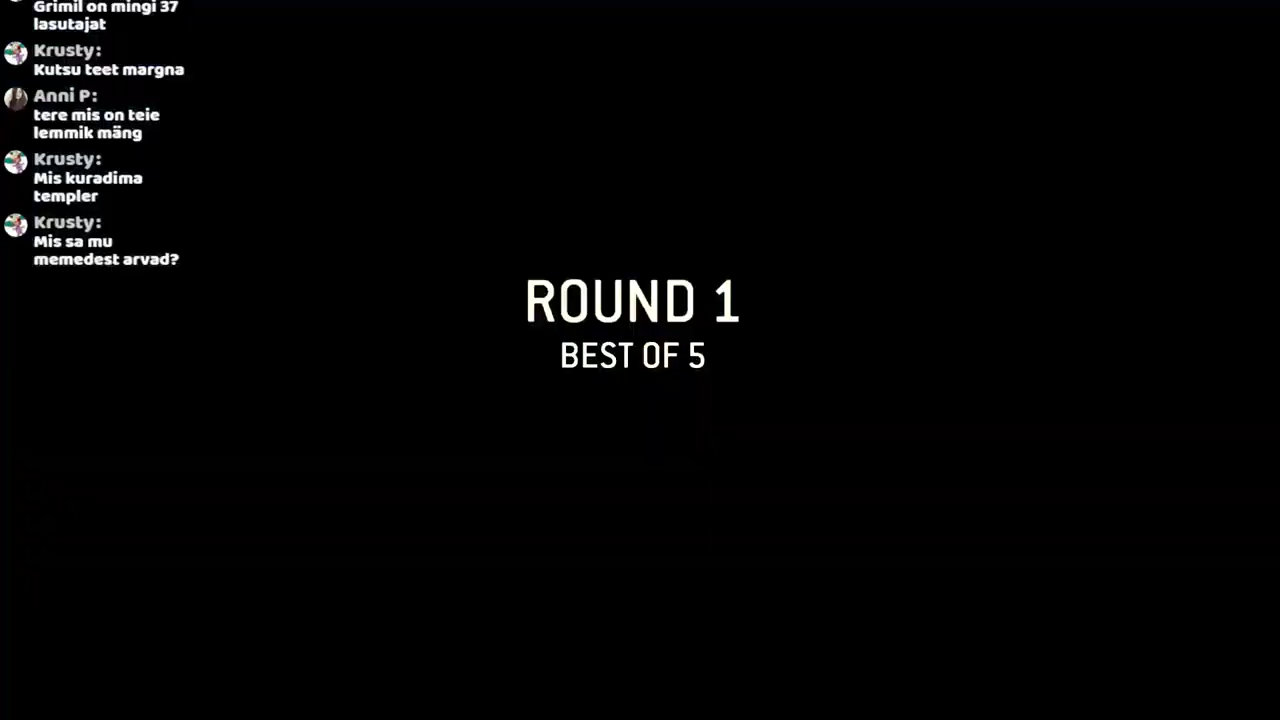 Grimil on mingi 37
lasutajat
Krusty:
Kutsu teet margna
Anni P:
tere mis on teie
lemmik mäng
Krusty:
Mis kuradima
templer
Krusty:
Mis sa mu
memedest arvad?
ROUND 1
BEST OF 5